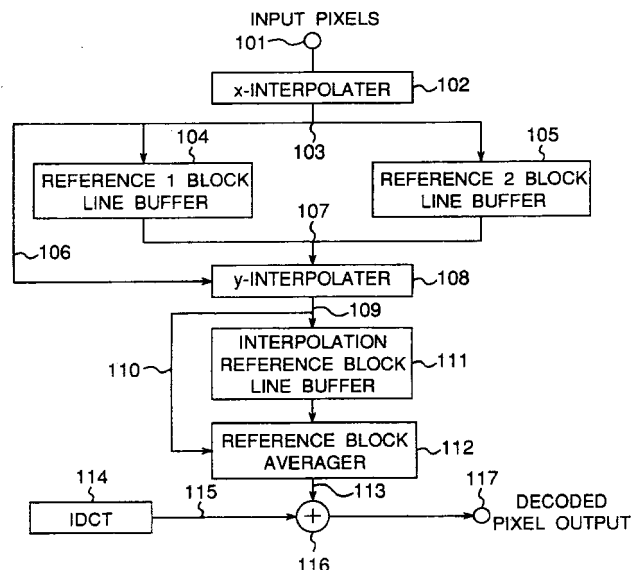 INPUT PIXELS
101
x-INTERPOLATER
102
103
104
105
REFERENCE 1 BLOCK
LINE BUFFER
REFERENCE 2 BLOCK
LINE BUFFER
106
107
y-INTERPOLATER
108
109
110
INTERPOLATION
REFERENCE BLOCK
LINE BUFFER
111
REFERENCE BLOCK
AVERAGER
112
113
114
IDCT
115
+
116
117
DECODED
PIXEL OUTPUT